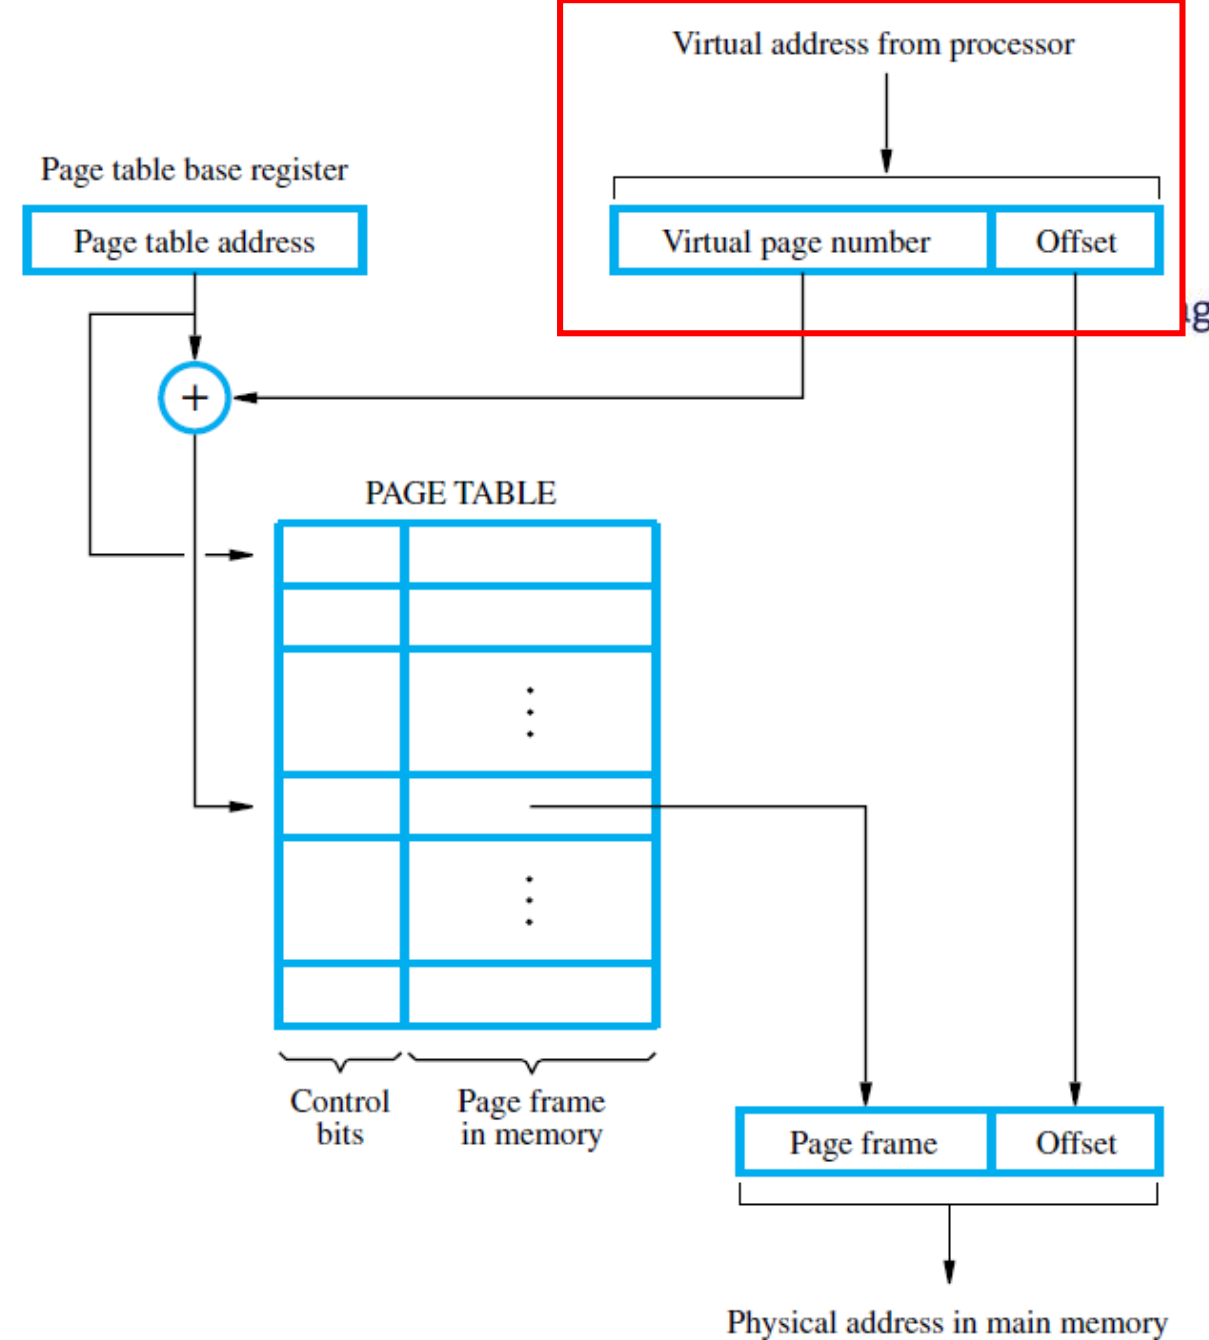 Virtual address from processor
Page table base register
Page table address
Virtual page number
Offset
+
PAGE TABLE
Control
bits
Page frame
in memory
Page frame
Offset
Physical address in main memory